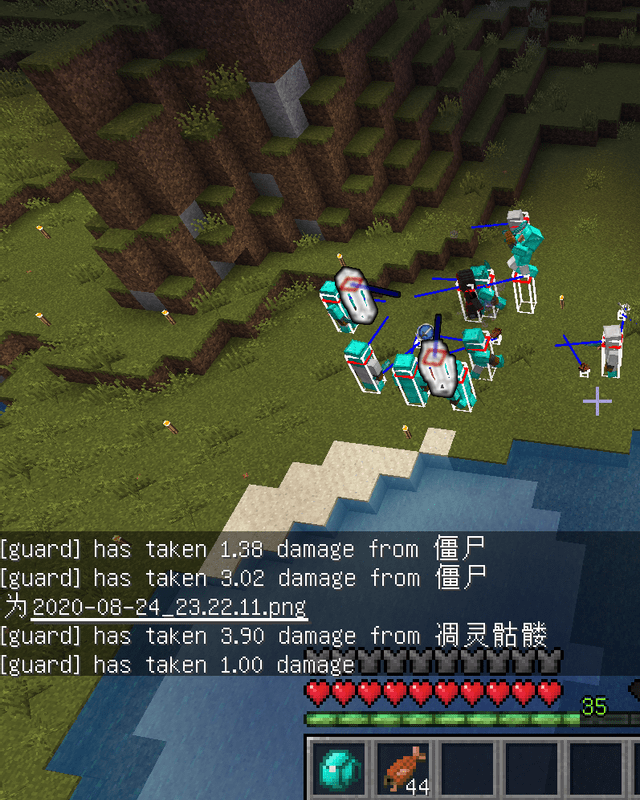 [guard] has taken 1.38 damage from 僵尸
[guard] has taken 3.02 damage from 僵尸
为2020-08-24_23.22.11.png
[guard] has taken 3.90 damage from 凋灵骷髅
[guard] has taken 1.00 damage
35
44